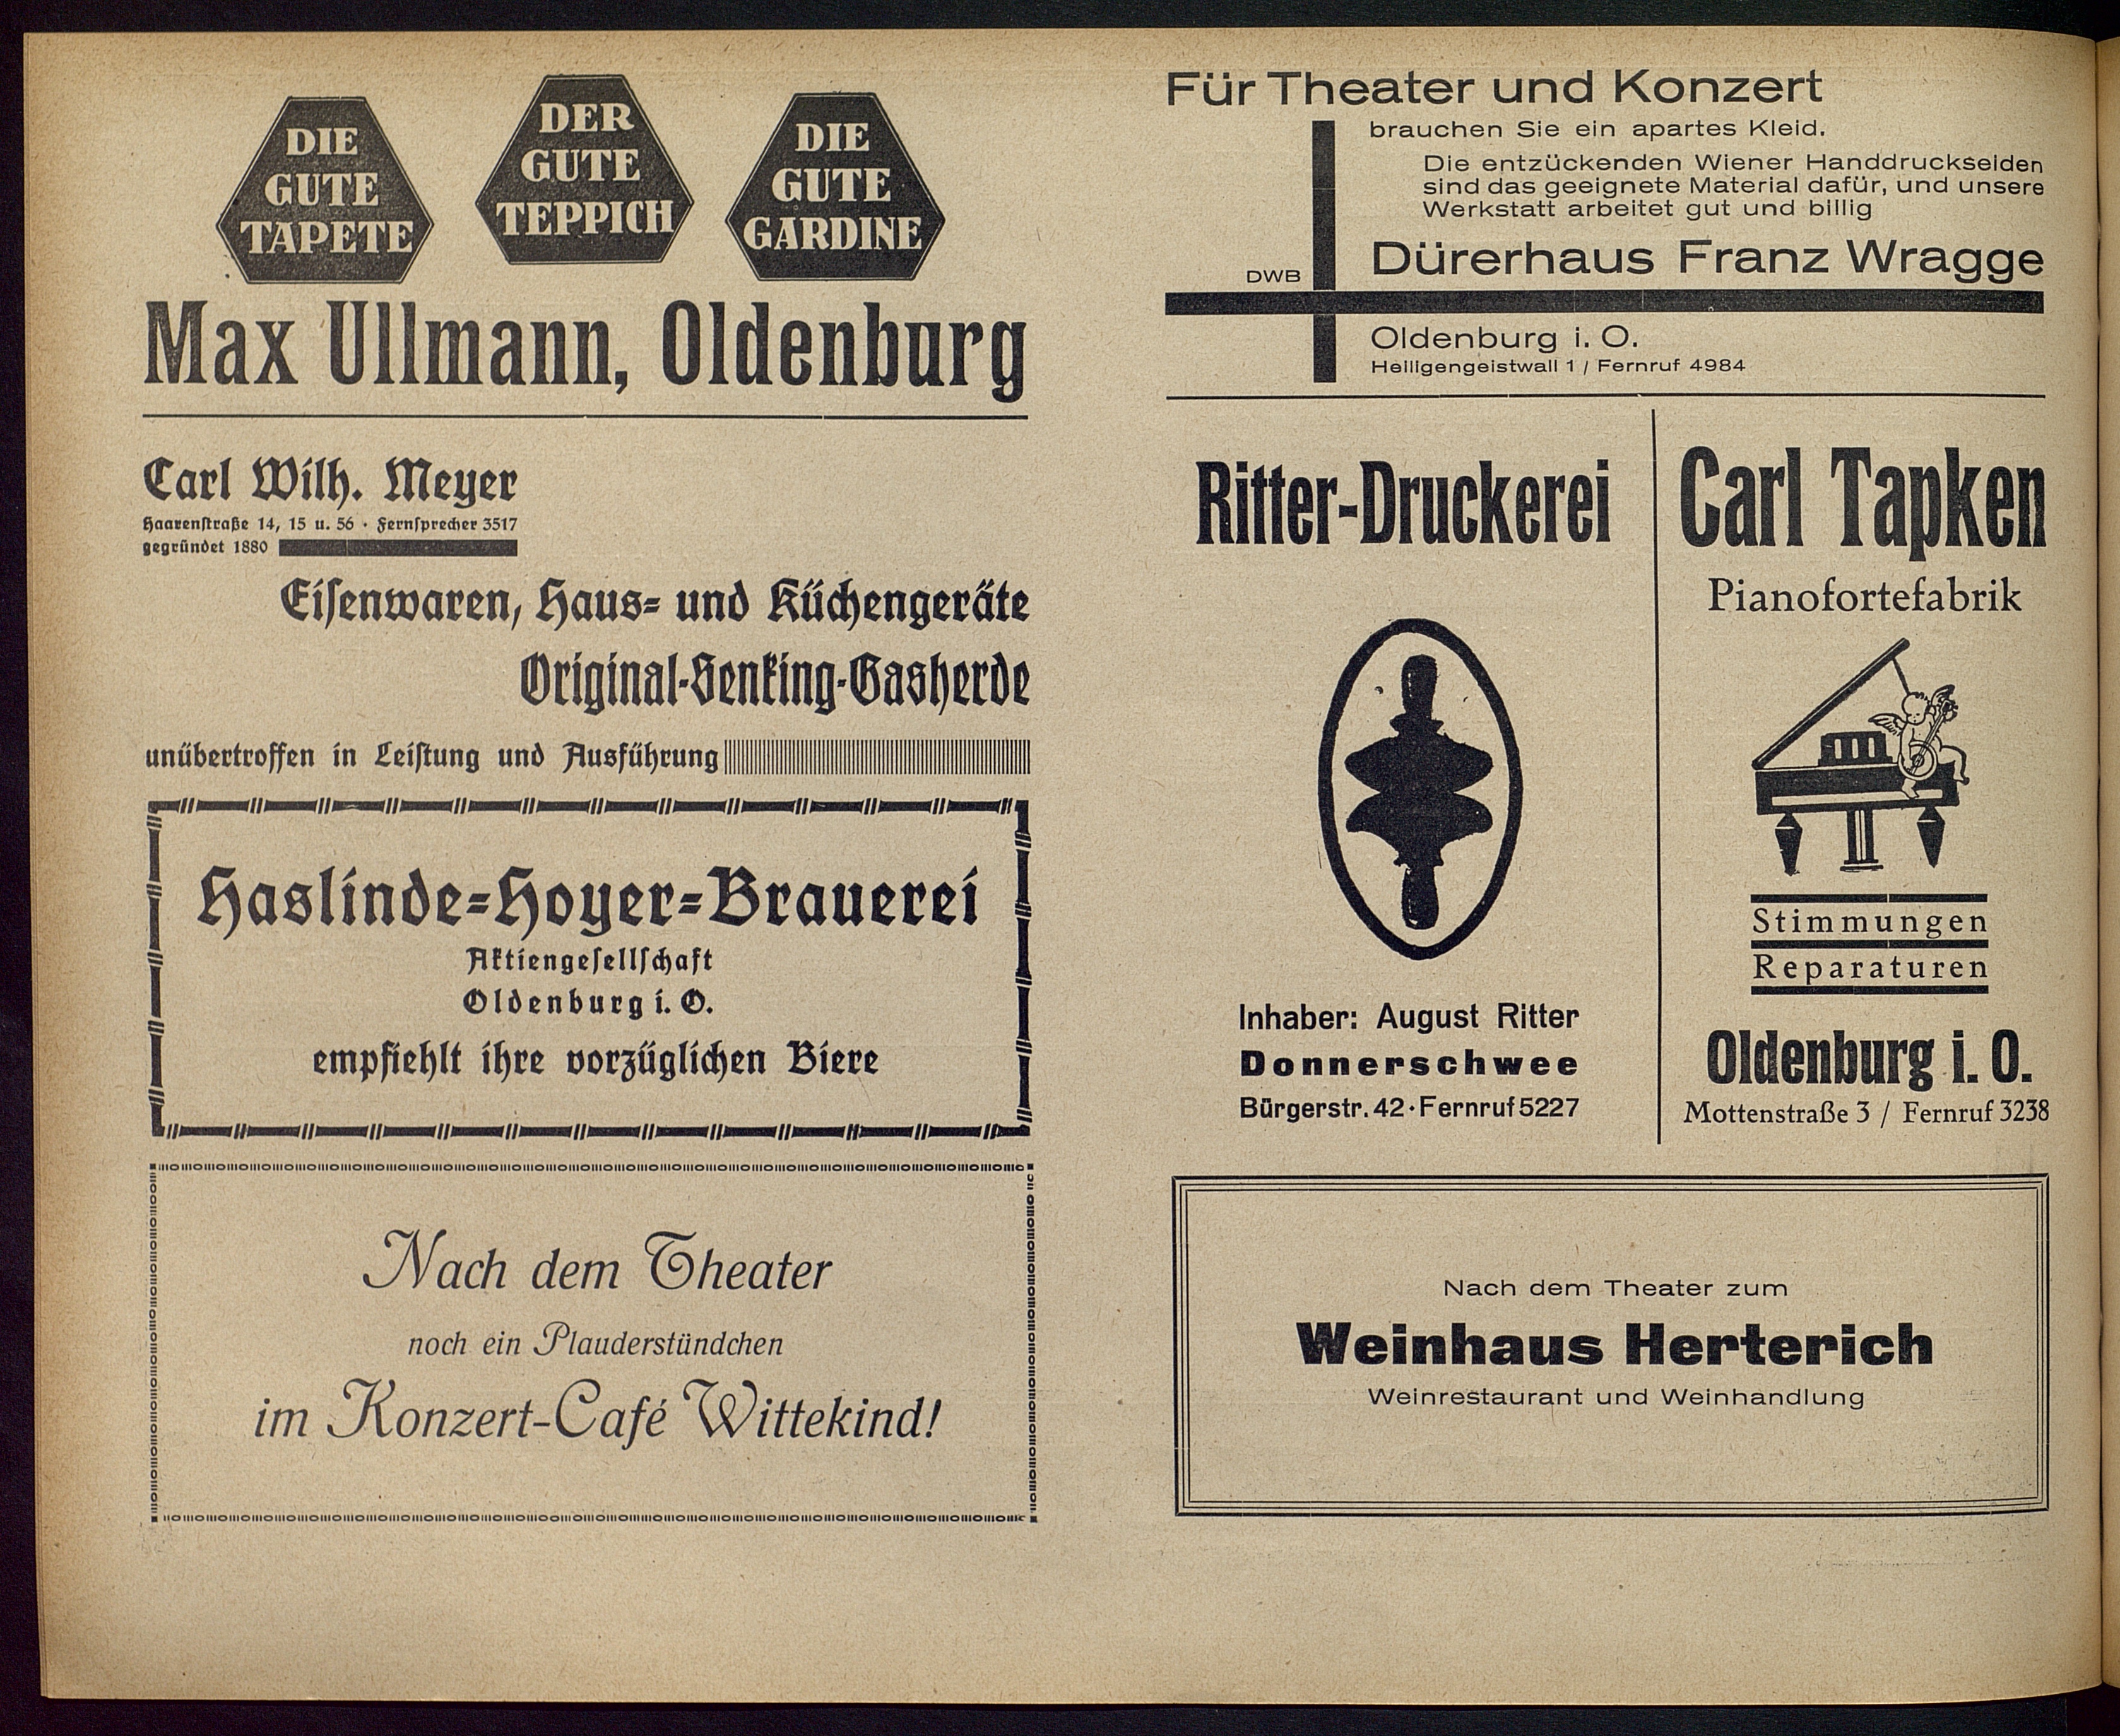 DIE
GUTE
TAPETE
DER
GUTE
TEPPICH
DIE
GUTE
GARDINE
Max Ullmann, Oldenburg
Carl Wilh. Meyer
Haarenſtraße 14, 15 u. 56 · Fernſprecher 3517
gegründet 1880
Eiſenwaren, Haus- und Küchengeräte
Original-Senking-Gasherde
unübertroffen in Leiſtung und Ausführung
Haslinde-Hoyer-Brauerei
Aktiengeſellſchaft
Oldenburg i. O.
empfiehlt ihre vorzüglichen Biere
Nach dem Theater
noch ein Plauderstündchen
im Konzert-Café Wittekind!
Für Theater und Konzert
brauchen Sie ein apartes Kleid.
Die entzückenden Wiener Handdruckseiden
sind das geeignete Material dafür, und unsere
Werkstatt arbeitet gut und billig
DWB
Dürerhaus Franz Wragge
Oldenburg i. O.
Heiligengeistwall 1 / Fernruf 4984
Ritter-Druckerei
Inhaber: August Ritter
Donnerschwee
Bürgerstr. 42 · Fernruf 5227
Carl Tapken
Pianofortefabrik
Stimmungen
Reparaturen
Oldenburg i. O.
Mottenstraße 3 / Fernruf 3238
Nach dem Theater zum
Weinhaus Herterich
Weinrestaurant und Weinhandlung